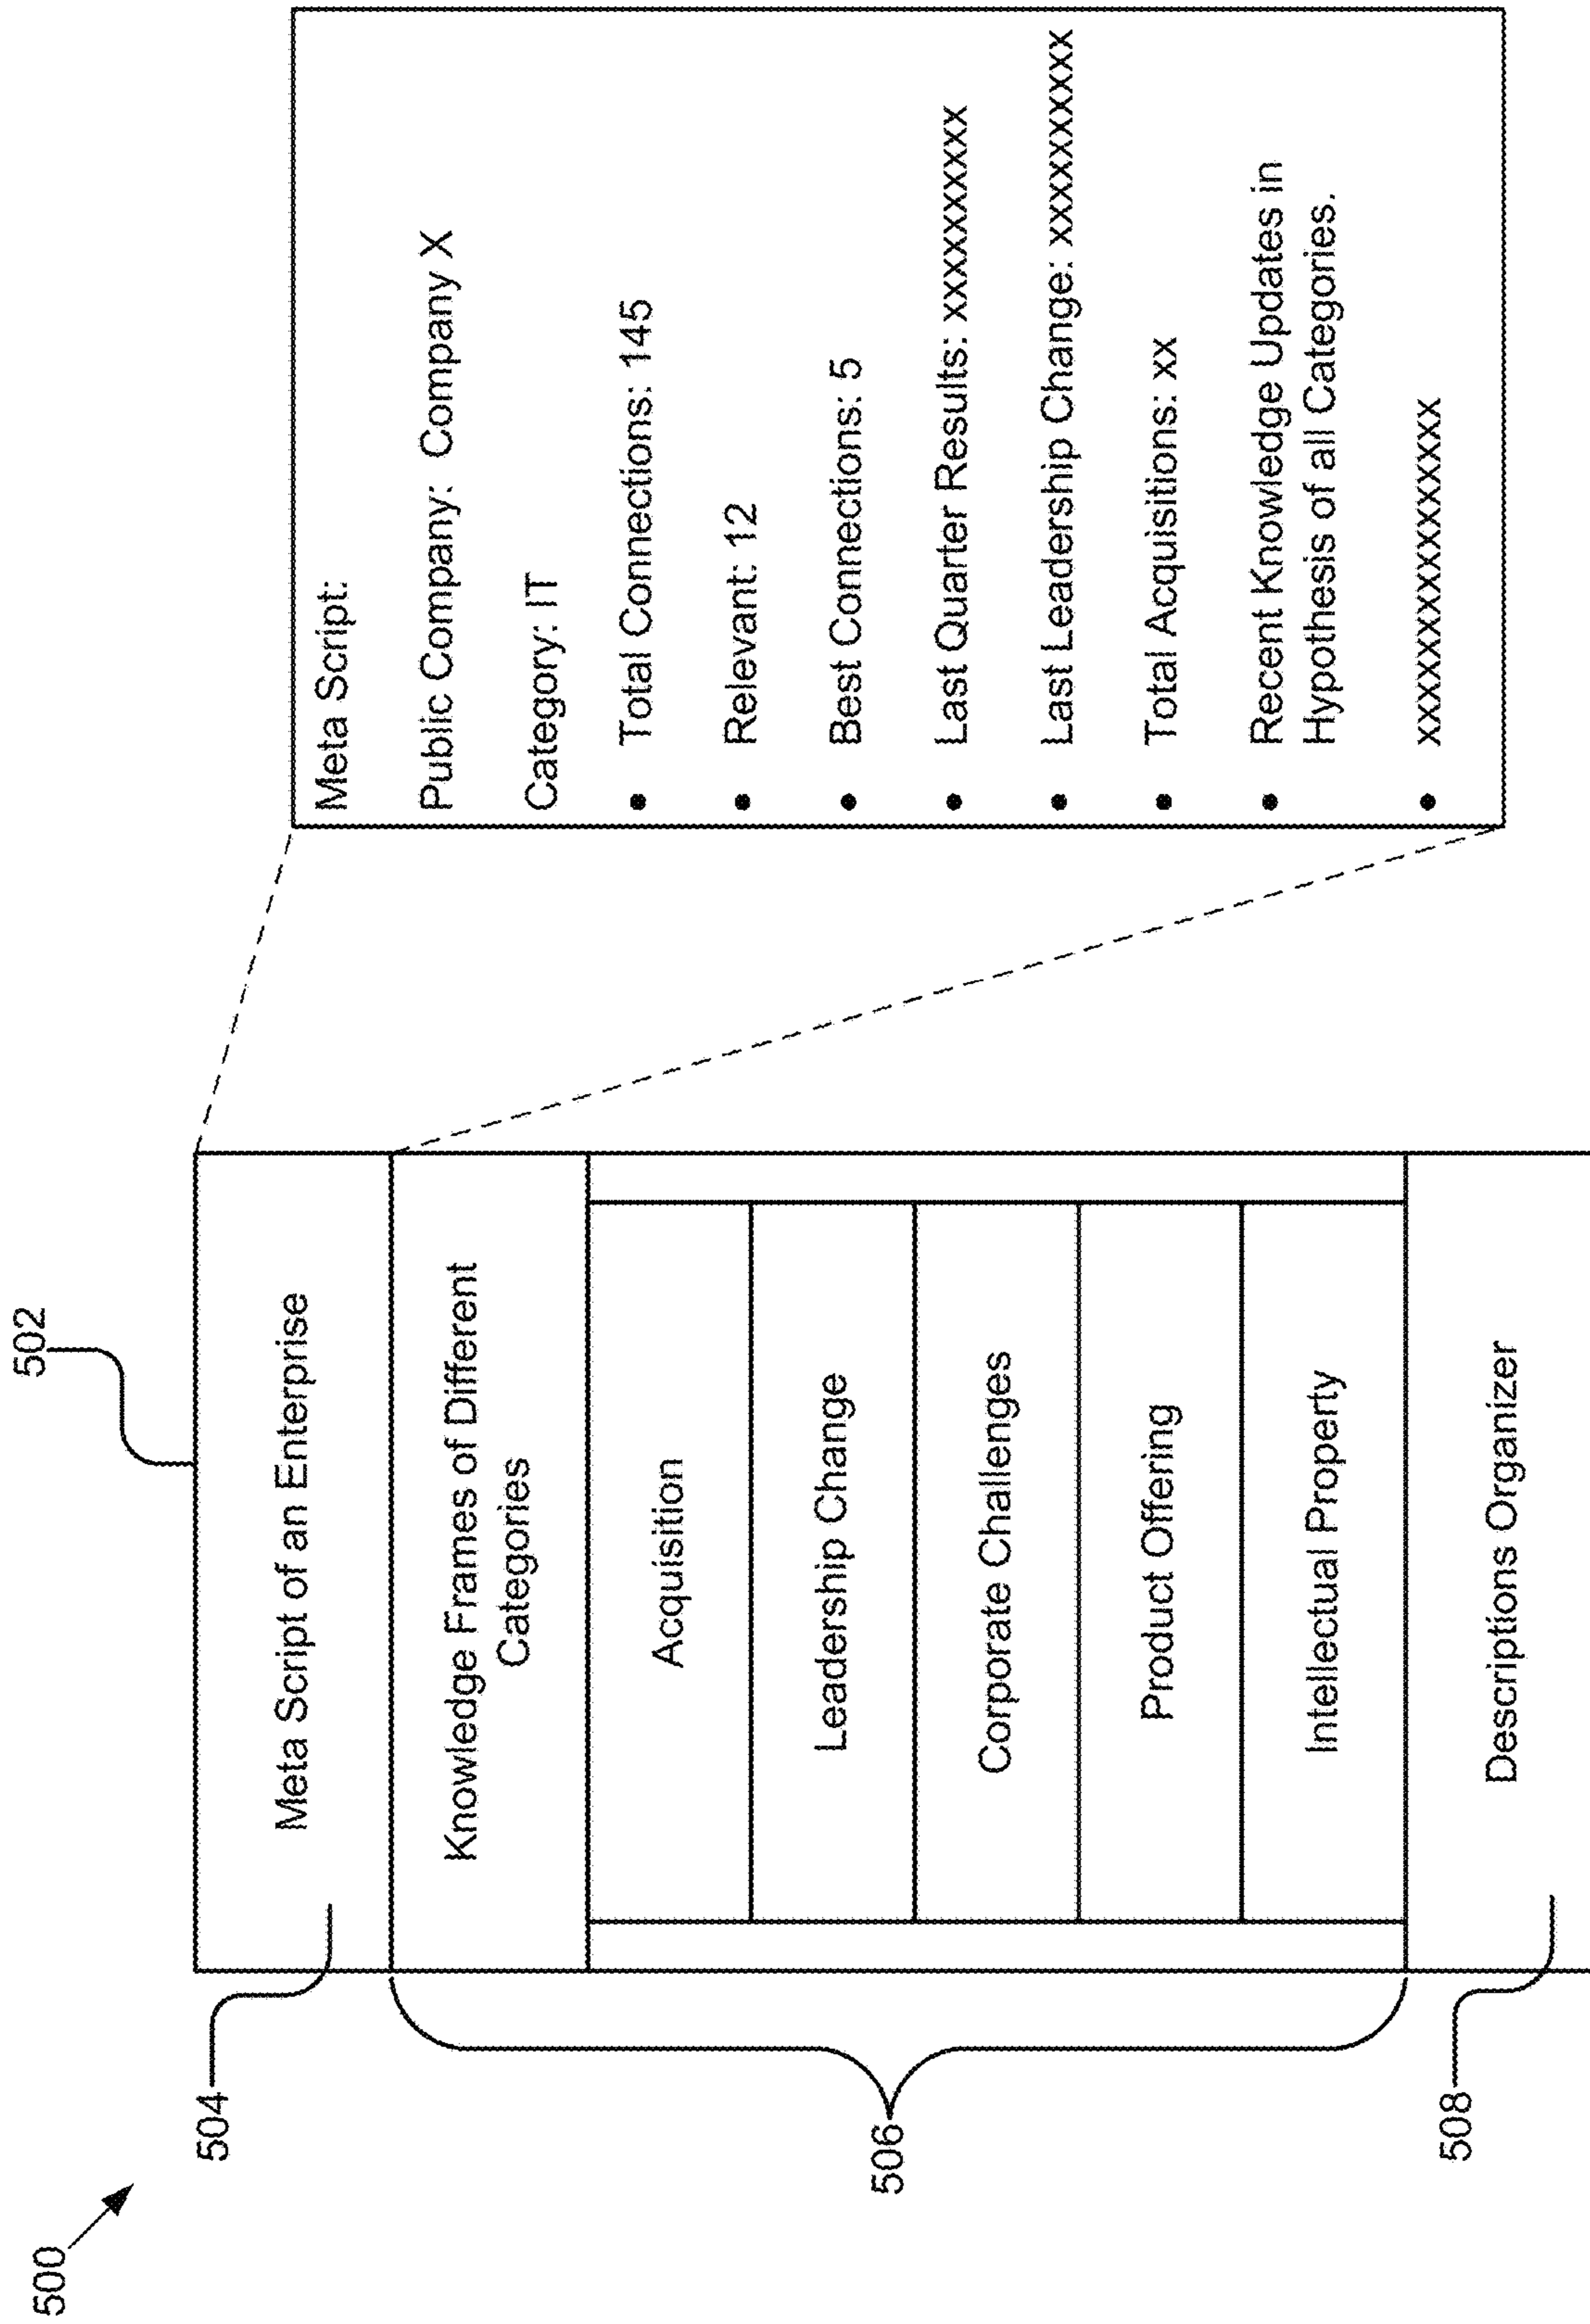 500
502
504
Meta Script of an Enterprise
506
Knowledge Frames of Different
Categories
Acquisition
Leadership Change
Corporate Challenges
Product Offering
Intellectual Property
508
Descriptions Organizer
Meta Script:
Public Company: Company X
Category: IT
• Total Connections: 145
• Relevant: 12
• Best Connections: 5
• Last Quarter Results: xxxxxxxxx
• Last Leadership Change: xxxxxxxxx
• Total Acquisitions: xx
• Recent Knowledge Updates in
Hypothesis of all Categories.